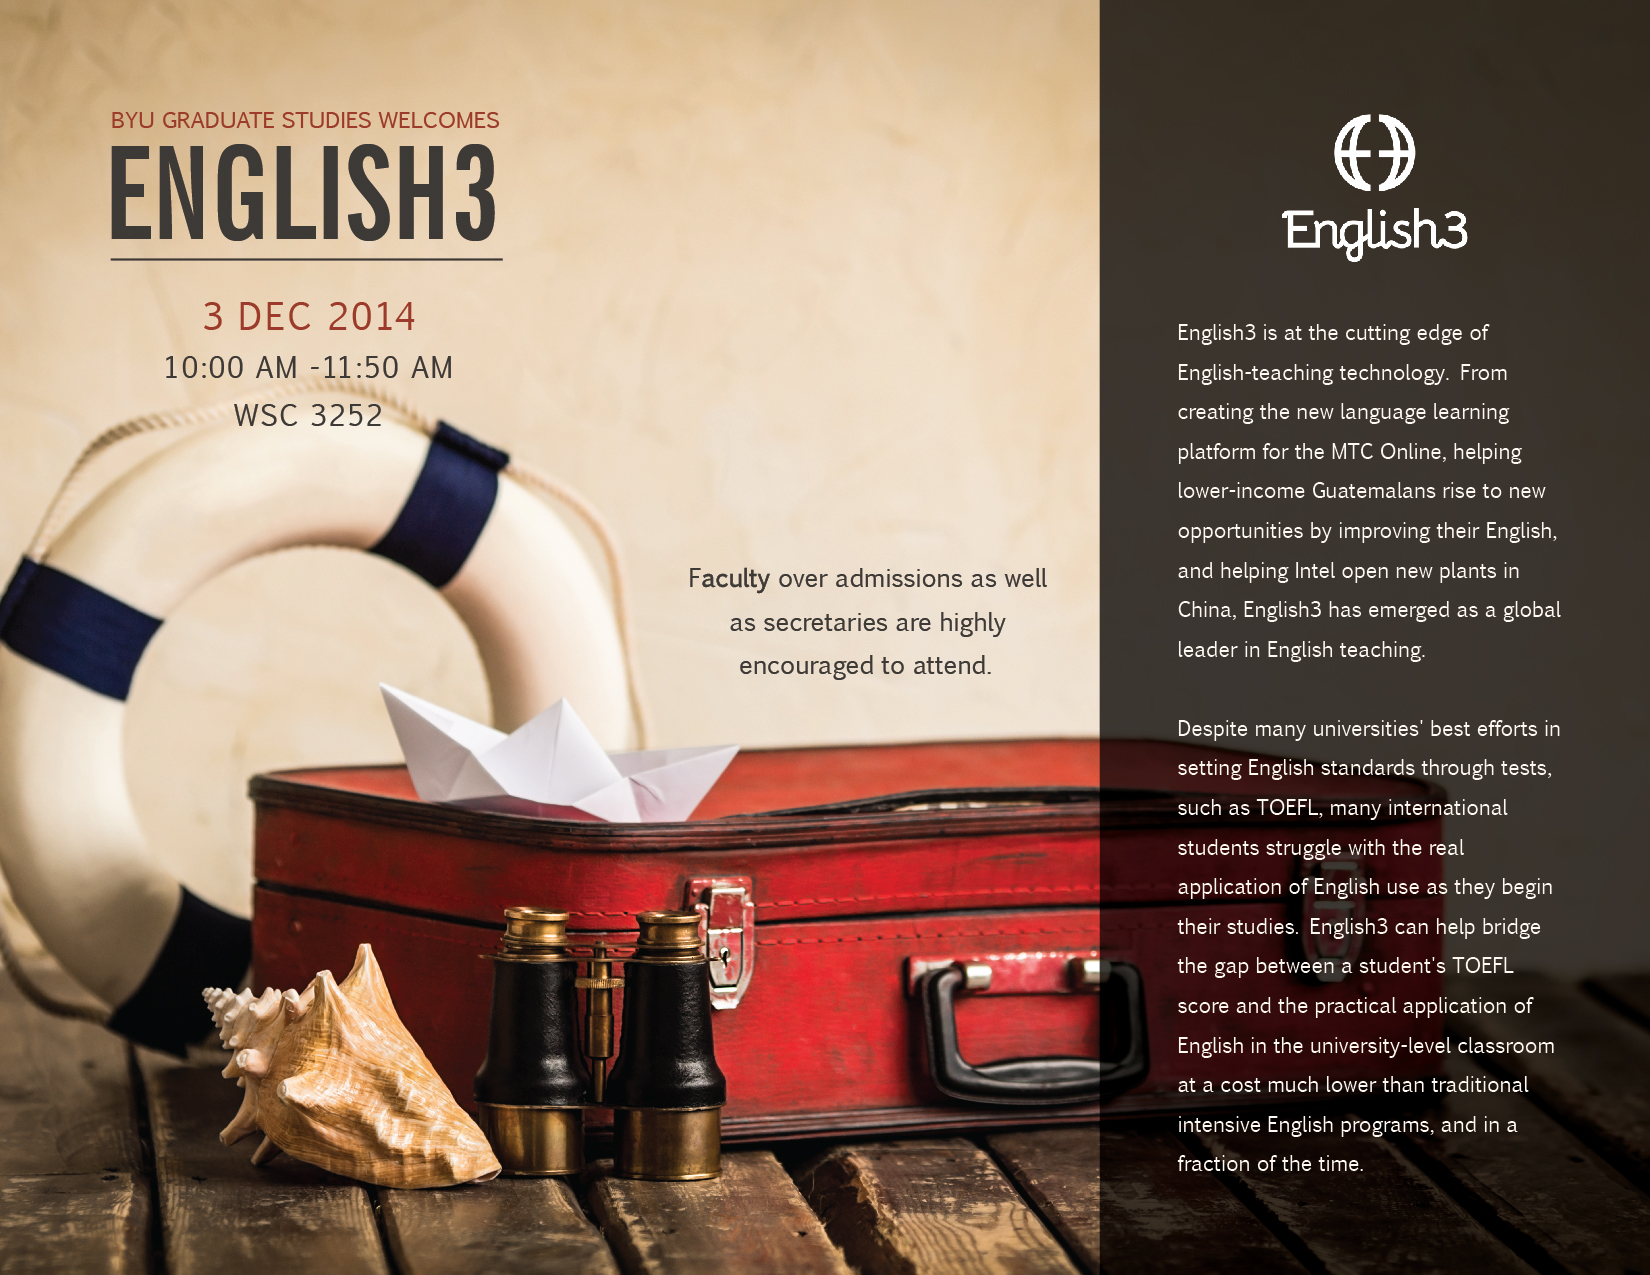 BYU GRADUATE STUDIES WELCOMES
ENGLISH3
3 DEC 2014
10:00 AM -11:50 AM
WSC 3252
Faculty over admissions as well
as secretaries are highly
encouraged to attend.
English3
English3 is at the cutting edge of
English-teaching technology. From
creating the new language learning
platform for the MTC Online, helping
lower-income Guatemalans rise to new
opportunities by improving their English,
and helping Intel open new plants in
China, English3 has emerged as a global
leader in English teaching.
Despite many universities' best efforts in
setting English standards through tests,
such as TOEFL, many international
students struggle with the real
application of English use as they begin
their studies. English3 can help bridge
the gap between a student's TOEFL
score and the practical application of
English in the university-level classroom
at a cost much lower than traditional
intensive English programs, and in a
fraction of the time.